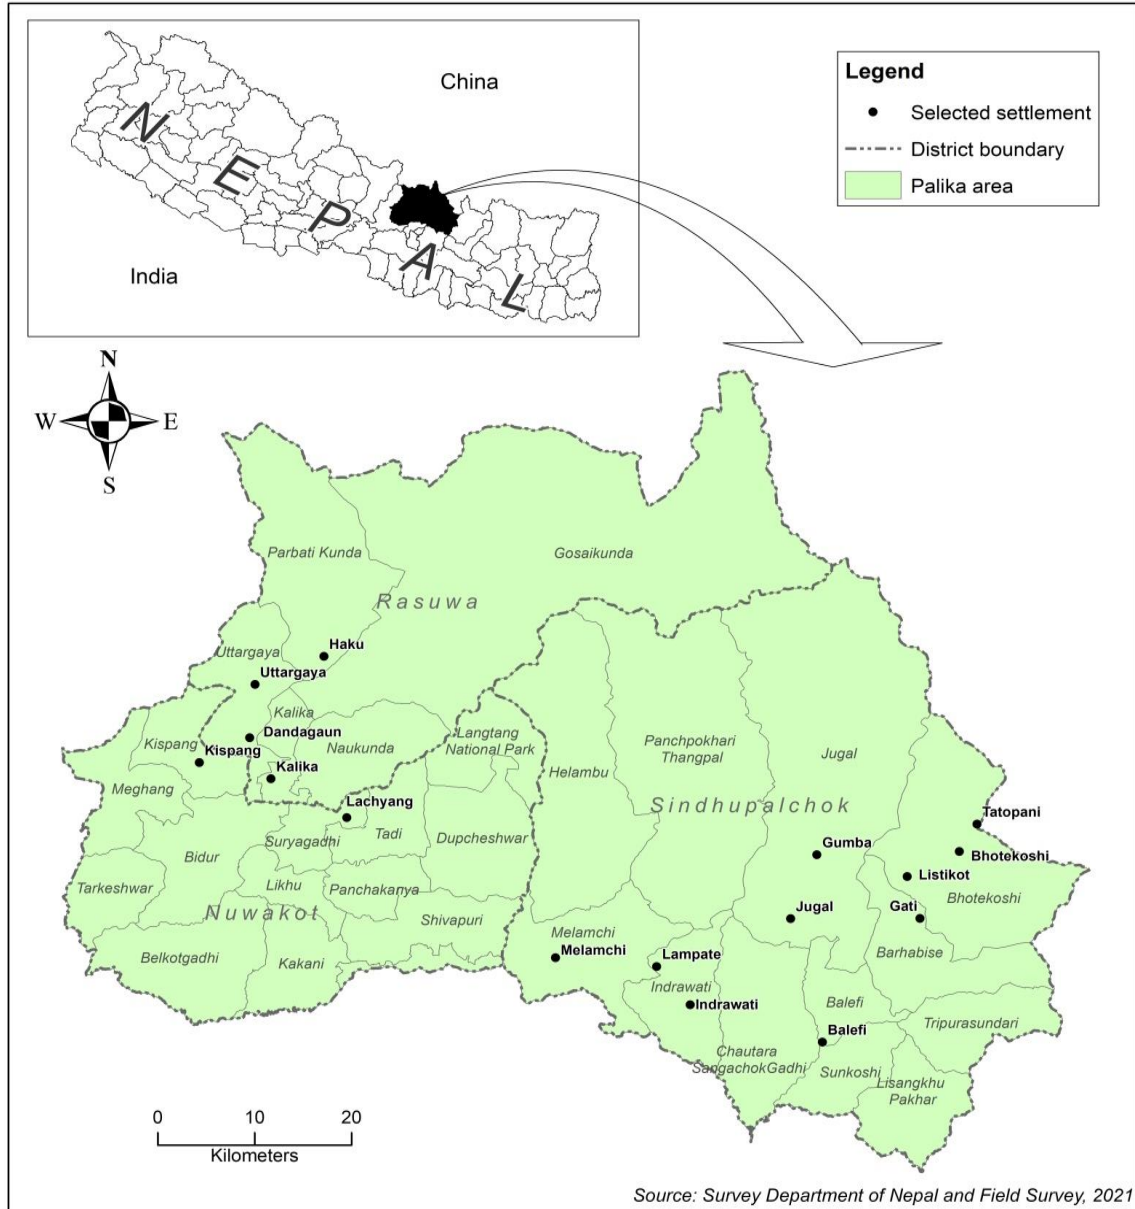 China
N E P A L
India
Legend
Selected settlement
District boundary
Palika area
N
W
E
S
Parbati Kunda
Gosaikunda
Rasuwa
Haku
Uttargaya
Uttargaya
Kalika
Dandagaun
Kispang
Kispang
Naukunda
Langtang
National Park
Kalika
Meghang
Lachyang
Suryagadhi
Tadi
Dupcheshwar
Bidur
Tarkeshwar
Likhu
Panchakanya
Nuwakot
Shivapuri
Belkotgadhi
Kakani
Helambu
Panchpokhari
Thangpal
Jugal
Sindhupalchok
Tatopani
Gumba
Bhotekoshi
Listikot
Bhotekoshi
Jugal
Gati
Melamchi
Melamchi
Lampate
Barhabise
Indrawati
Indrawati
Balefi
Balefi
Tripurasundari
Chautara
SangachokGadhi
Sunkoshi
Lisangkhu
Pakhar
0 10 20
Kilometers
Source: Survey Department of Nepal and Field Survey, 2021